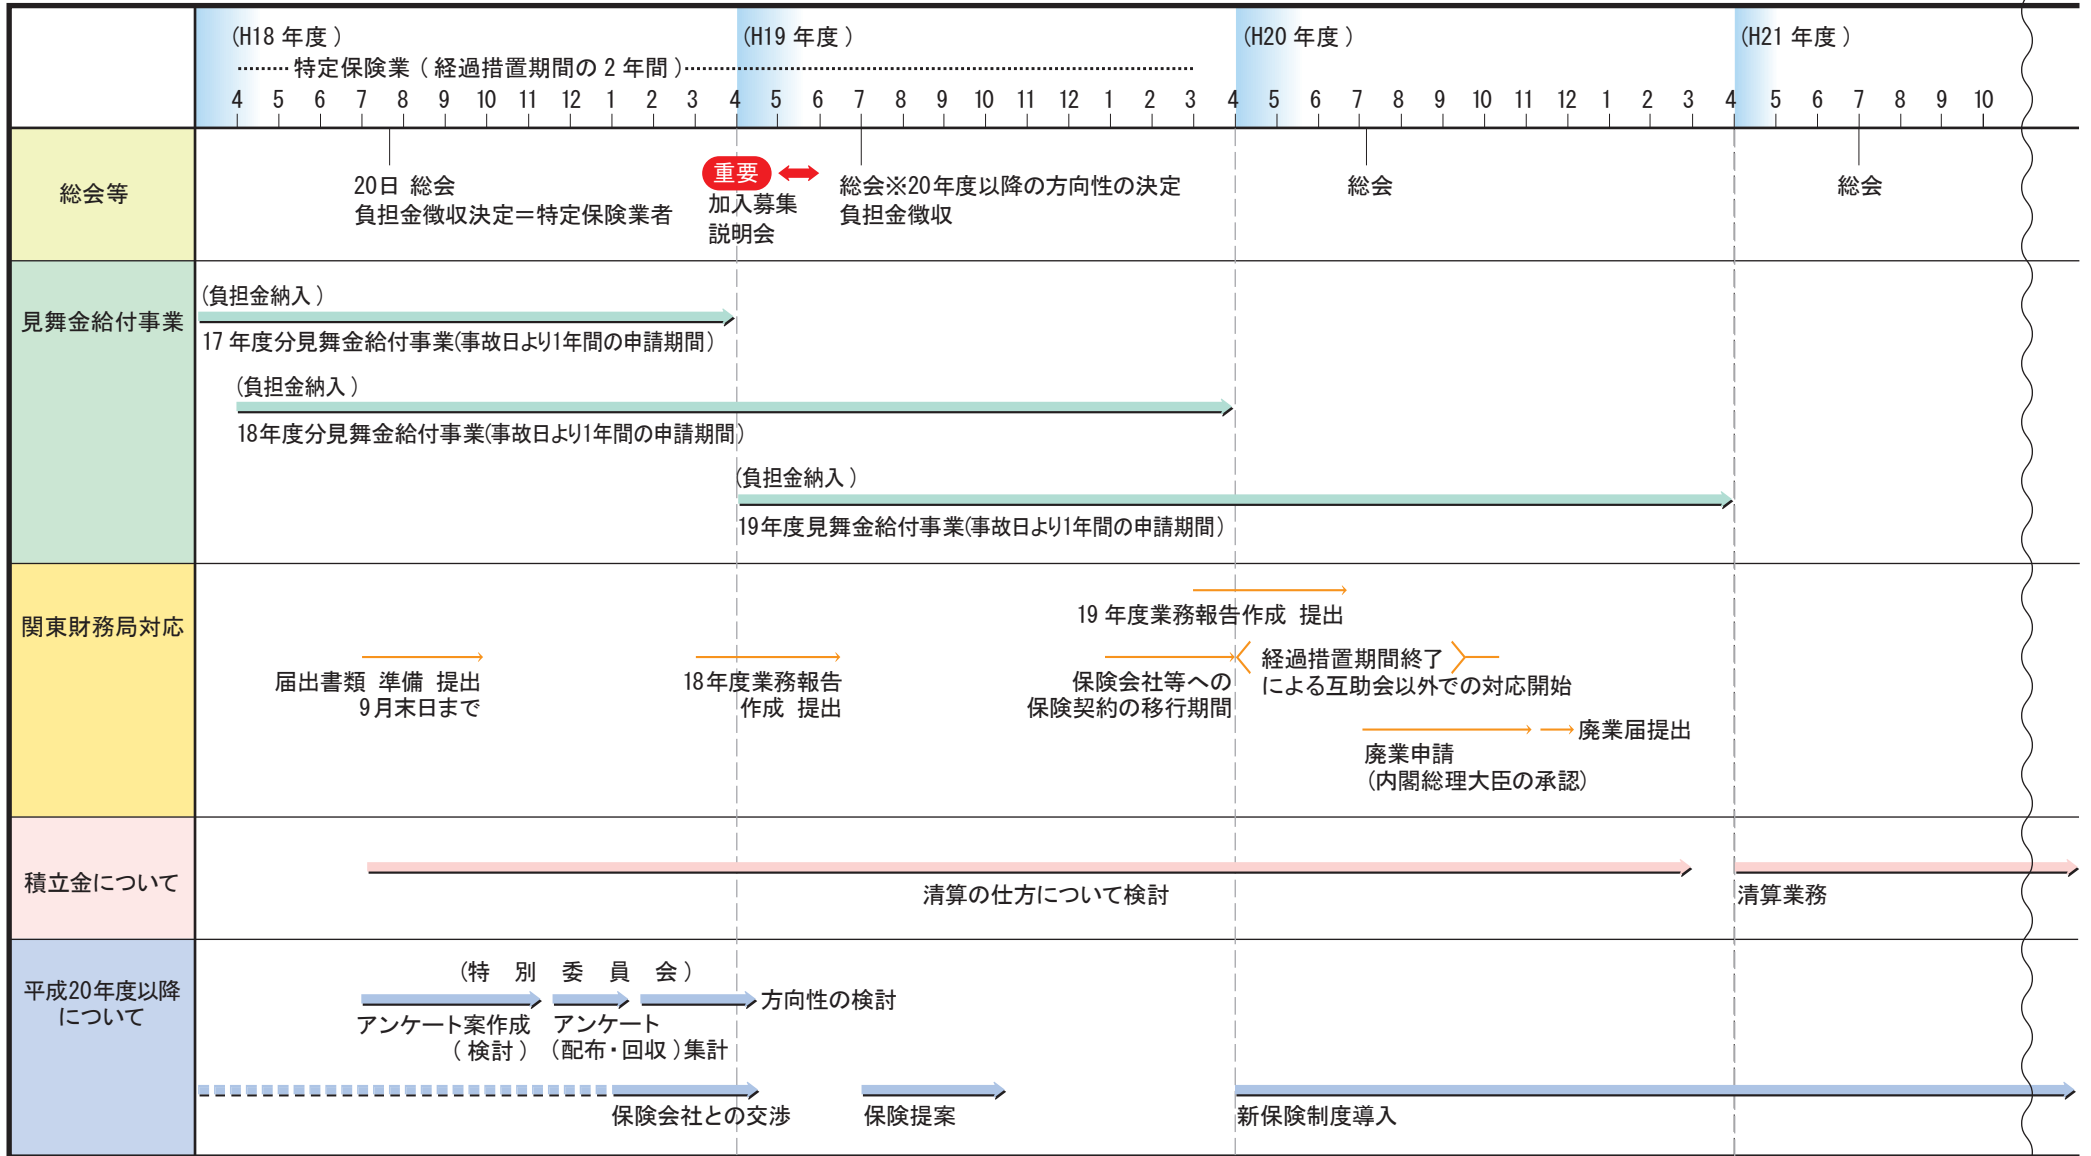 (H18 年度 )
(H19 年度 )
(H20 年度 )
(H21 年度 )
特定保険業 ( 経過措置期間の 2 年間 )
4 5 6 7 8 9 10 11 12 1 2 3 4 5 6 7 8 9 10 11 12 1 2 3 4 5 6 7 8 9 10 11 12 1 2 3 4 5 6 7 8 9 10
総会等
20日 総会
負担金徴収決定＝特定保険業者
重要
加入募集
説明会
総会※20年度以降の方向性の決定
負担金徴収
総会
総会
見舞金給付事業
(負担金納入 )
17 年度分見舞金給付事業(事故日より1年間の申請期間)
(負担金納入 )
18年度分見舞金給付事業(事故日より1年間の申請期間)
(負担金納入 )
19年度見舞金給付事業(事故日より1年間の申請期間)
関東財務局対応
届出書類 準備 提出
9月末日まで
18年度業務報告
作成 提出
19 年度業務報告作成 提出
保険会社等への
保険契約の移行期間
経過措置期間終了
による互助会以外での対応開始
廃業申請
(内閣総理大臣の承認)
廃業届提出
積立金について
清算の仕方について検討
清算業務
平成20年度以降
について
(特 別 委 員 会 )
アンケート案作成
( 検討 )
アンケート
(配布・回収 )集計
方向性の検討
保険会社との交渉
保険提案
新保険制度導入